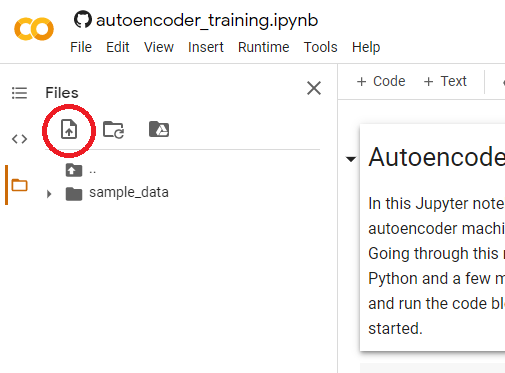 autoencoder_training.ipynb
File Edit View Insert Runtime Tools Help
Files
+ Code + Text
..
sample_data
Autoencode
In this Jupyter note
autoencoder machi
Going through this
Python and a few m
and run the code bl
started.